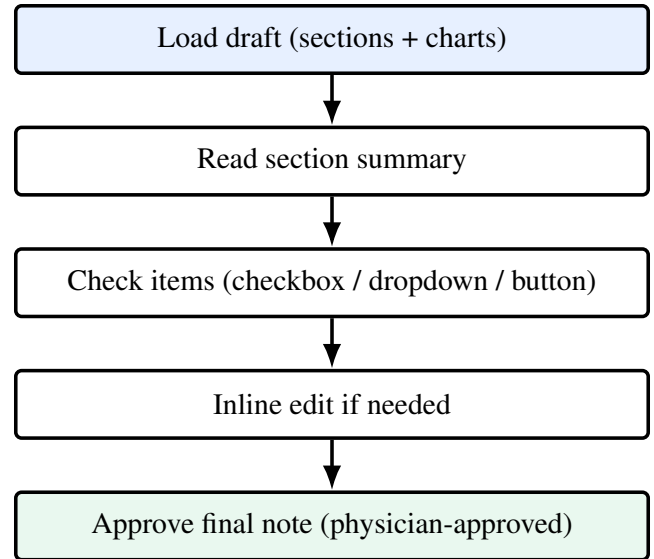 Load draft (sections + charts)
Read section summary
Check items (checkbox / dropdown / button)
Inline edit if needed
Approve final note (physician-approved)